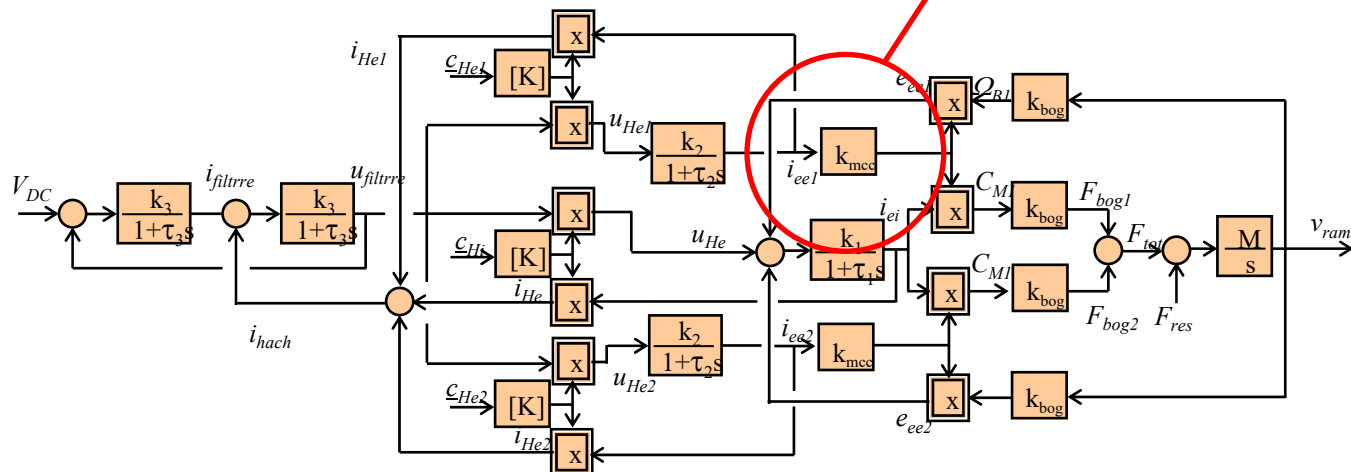 x
i_He1
c_He1
[K]
e_ee1
Ω_B1
x
k_bog
x
u_He1
k_2
1+τ_2s
i_ee1
k_mcc
V_DC
i_filtrre
u_filtrre
k_3
1+τ_3s
k_3
1+τ_3s
x
c_Hi
[K]
u_He
i_ei
k_1
1+τ_1s
x
C_M1
k_bog
F_bog1
F_tot
M
s
v_ram
i_He
x
x
C_M1
k_bog
F_bog2
F_res
i_hach
x
u_He2
k_2
1+τ_2s
i_ee2
k_mcc
c_He2
[K]
i_He2
x
e_ee2
x
k_bog